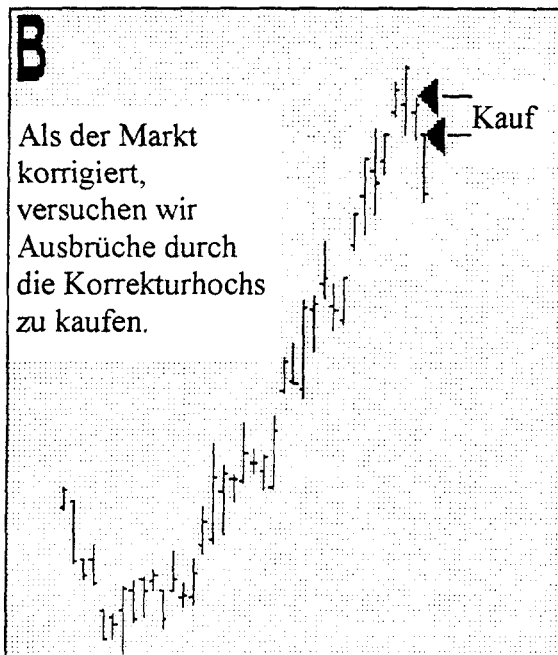 B
Als der Markt
korrigiert,
versuchen wir
Ausbrüche durch
die Korrekturhochs
zu kaufen.
Kauf